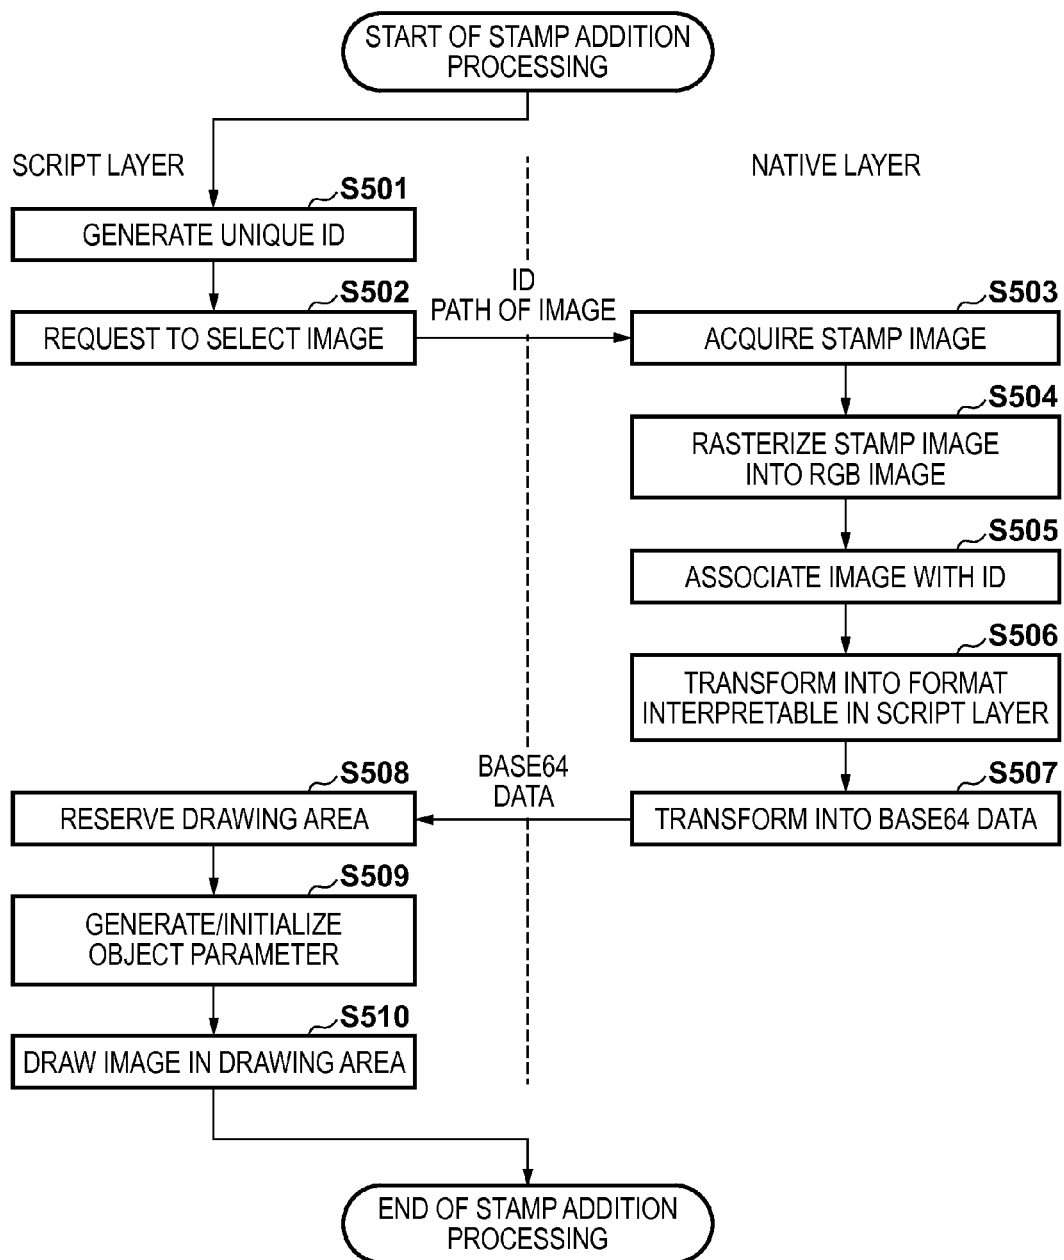 START OF STAMP ADDITION
PROCESSING
SCRIPT LAYER
NATIVE LAYER
S501
GENERATE UNIQUE ID
S502
REQUEST TO SELECT IMAGE
ID
PATH OF IMAGE
S503
ACQUIRE STAMP IMAGE
S504
RASTERIZE STAMP IMAGE
INTO RGB IMAGE
S505
ASSOCIATE IMAGE WITH ID
S506
TRANSFORM INTO FORMAT
INTERPRETABLE IN SCRIPT LAYER
S507
TRANSFORM INTO BASE64 DATA
BASE64
DATA
S508
RESERVE DRAWING AREA
S509
GENERATE/INITIALIZE
OBJECT PARAMETER
S510
DRAW IMAGE IN DRAWING AREA
END OF STAMP ADDITION
PROCESSING